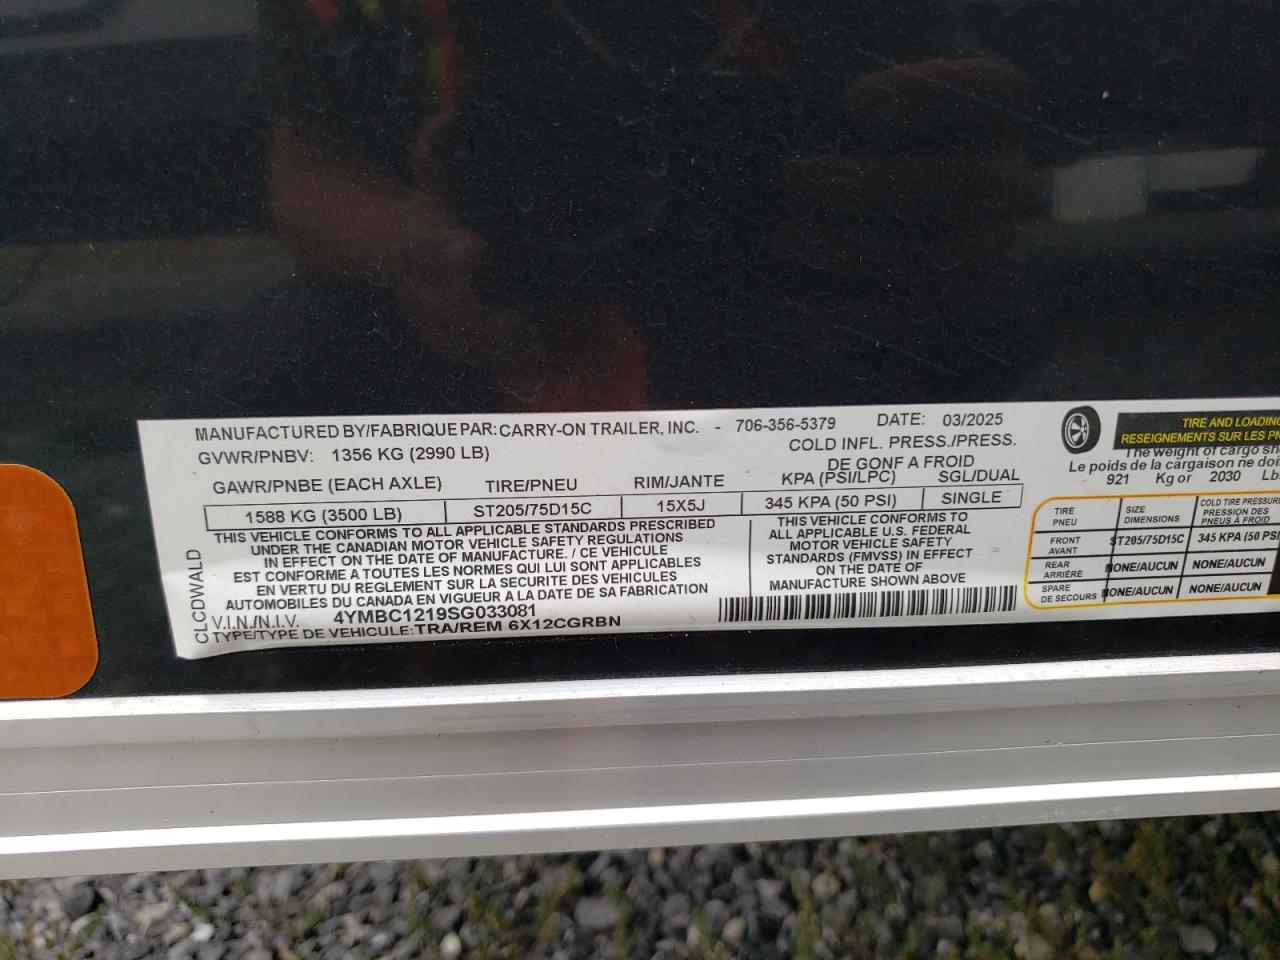 MANUFACTURED BY/FABRIQUE PAR: CARRY-ON TRAILER, INC. - 706-356-5379 DATE: 03/2025
GVWR/PNBV: 1356 KG (2990 LB)
COLD INFL. PRESS./PRESS.
DE GONF A FROID
GAWR/PNBE (EACH AXLE) TIRE/PNEU RIM/JANTE KPA (PSI/LPC) SGL/DUAL
1588 KG (3500 LB) ST205/75D15C 15X5J 345 KPA (50 PSI) SINGLE
THIS VEHICLE CONFORMS TO ALL APPLICABLE STANDARDS PRESCRIBED
UNDER THE CANADIAN MOTOR VEHICLE SAFETY REGULATIONS
IN EFFECT ON THE DATE OF MANUFACTURE. / CE VEHICULE
EST CONFORME A TOUTES LES NORMES QUI LUI SONT APPLICABLES
EN VERTU DU REGLEMENT SUR LA SECURITE DES VEHICULES
AUTOMOBILES DU CANADA EN VIGUEUR A LA DATE DE SA FABRICATION
THIS VEHICLE CONFORMS TO
ALL APPLICABLE U.S. FEDERAL
MOTOR VEHICLE SAFETY
STANDARDS (FMVSS) IN EFFECT
ON THE DATE OF
MANUFACTURE SHOWN ABOVE
V.I.N./N.I.V. 4YMBC1219SG033081
TYPE/TYPE DE VEHICULE: TRA/REM 6X12CGRBN
CLCDWALD
TIRE AND LOADING
RESEIGNEMENTS SUR LES PN
The weight of cargo sh
Le poids de la cargaison ne doi
921 Kg or 2030 Lb
TIRE
PNEU
SIZE
DIMENSIONS
COLD TIRE PRESSURE
PRESSION DES
PNEUS À FROID
FRONT
AVANT
ST205/75D15C 345 KPA (50 PSI
REAR
ARRIÈRE
NONE/AUCUN NONE/AUCUN
SPARE
DE SECOURS
NONE/AUCUN NONE/AUCUN